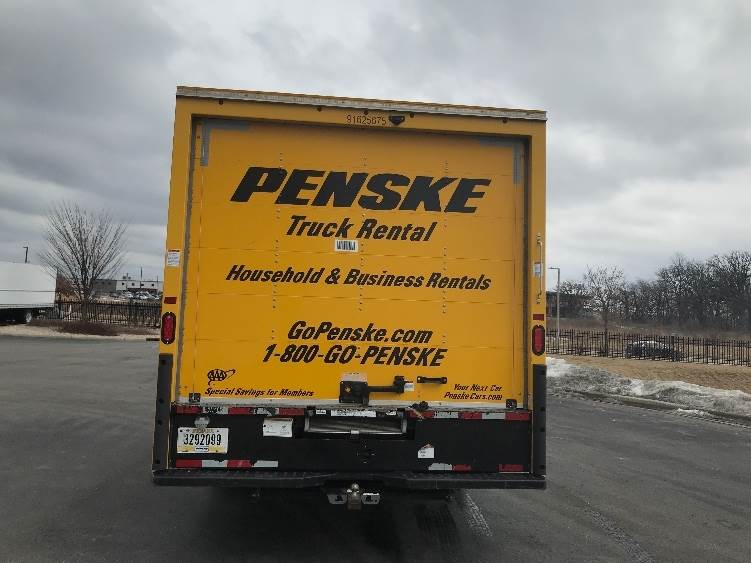 91625675
PENSKE
Truck Rental
Household & Business Rentals
GoPenske.com
1-800-GO-PENSKE
AAA
Special Savings for Members
Your Next Car
PenskeCars.com
3292099